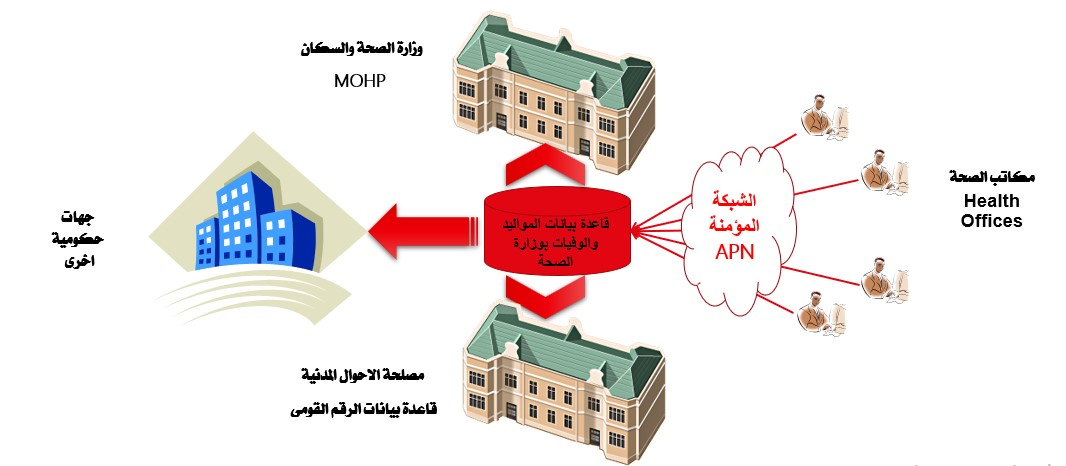 وزارة الصحة والسكان
MOHP
مكاتب الصحة
Health
Offices
الشبكة
المؤمنة
APN
قاعدة بيانات المواليد
والوفيات بوزارة
الصحة
جهات
حكومية
اخرى
مصلحة الاحوال المدنية
قاعدة بيانات الرقم القومى